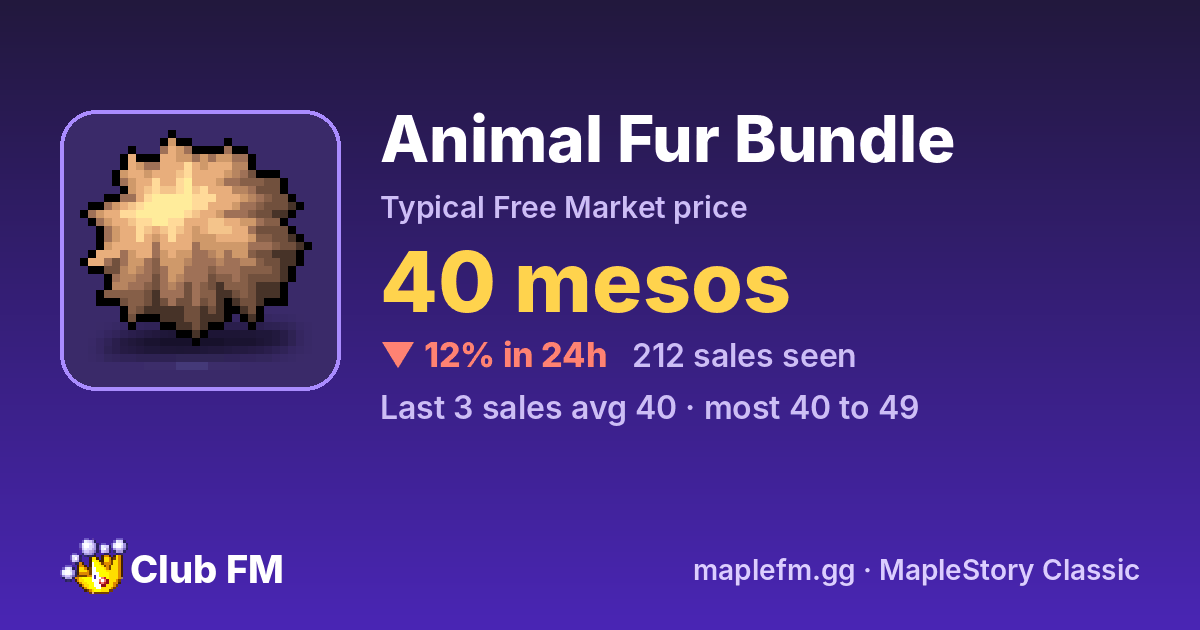 Animal Fur Bundle
Typical Free Market price
40 mesos
▼ 12% in 24h 212 sales seen
Last 3 sales avg 40 · most 40 to 49
Club FM
maplefm.gg · MapleStory Classic